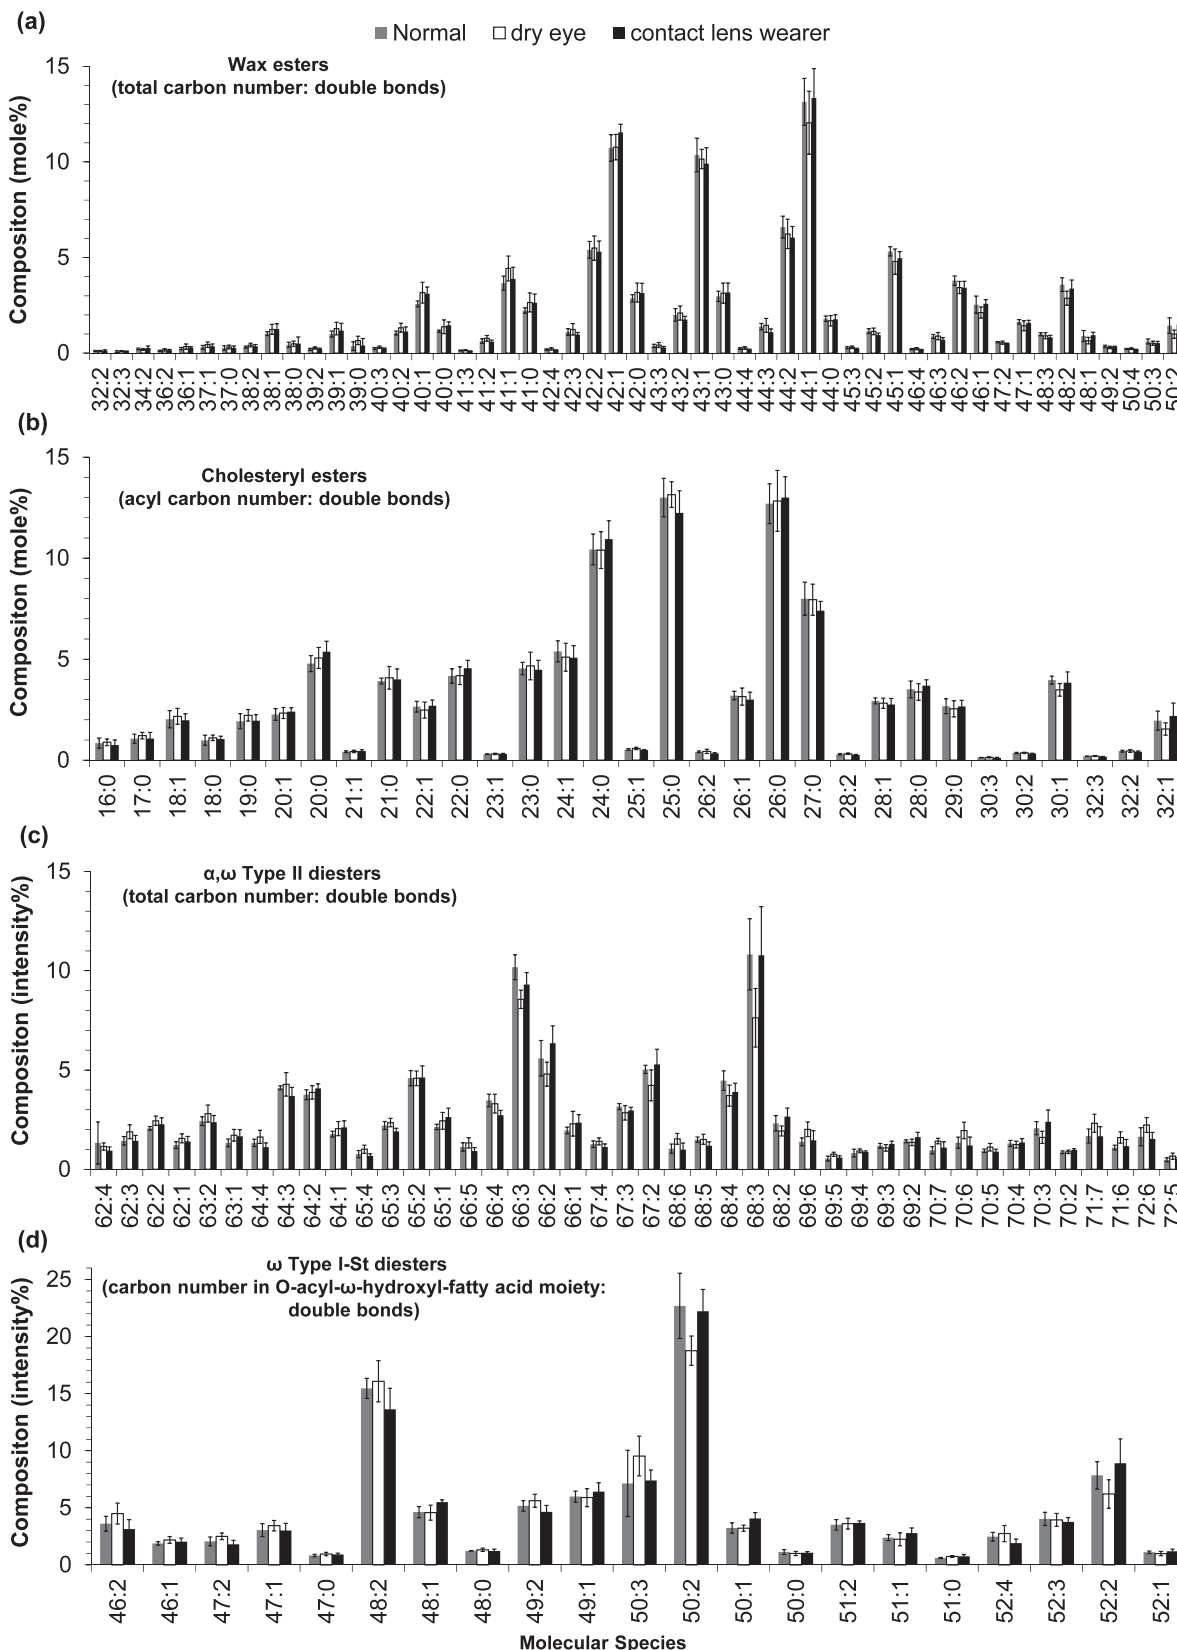 (a)
Normal dry eye contact lens wearer
Wax esters
(total carbon number: double bonds)
Compositon (mole%)
15
10
5
0
32:2 32:3 34:2 36:2 36:1 37:1 37:0 38:2 38:1 38:0 39:2 39:1 39:0 40:3 40:2 40:1 40:0 41:3 41:2 41:1 41:0 42:4 42:3 42:2 42:1 42:0 43:3 43:2 43:1 43:0 44:4 44:3 44:2 44:1 44:0 45:3 45:2 45:1 46:4 46:3 46:2 46:1 47:2 47:1 48:3 48:2 48:1 49:2 50:4 50:3 50:2
(b)
Cholesteryl esters
(acyl carbon number: double bonds)
Compositon (mole%)
15
10
5
0
16:0 17:0 18:1 18:0 19:0 20:1 20:0 21:1 21:0 22:1 22:0 23:1 23:0 24:1 24:0 25:1 25:0 26:2 26:1 26:0 27:0 28:2 28:1 28:0 29:0 30:3 30:2 30:1 32:3 32:2 32:1
(c)
α,ω Type II diesters
(total carbon number: double bonds)
Compositon (intensity%)
15
10
5
0
62:4 62:3 62:2 62:1 63:2 63:1 64:4 64:3 64:2 64:1 65:4 65:3 65:2 65:1 66:5 66:4 66:3 66:2 66:1 67:4 67:3 67:2 68:6 68:5 68:4 68:3 68:2 69:6 69:5 69:4 69:3 69:2 70:7 70:6 70:5 70:4 70:3 70:2 71:7 71:6 72:6 72:5
(d)
ω Type I-St diesters
(carbon number in O-acyl-ω-hydroxyl-fatty acid moiety:
double bonds)
Compositon (intensity%)
25
20
15
10
5
0
46:2 46:1 47:2 47:1 47:0 48:2 48:1 48:0 49:2 49:1 50:3 50:2 50:1 50:0 51:2 51:1 51:0 52:4 52:3 52:2 52:1
Molecular Species